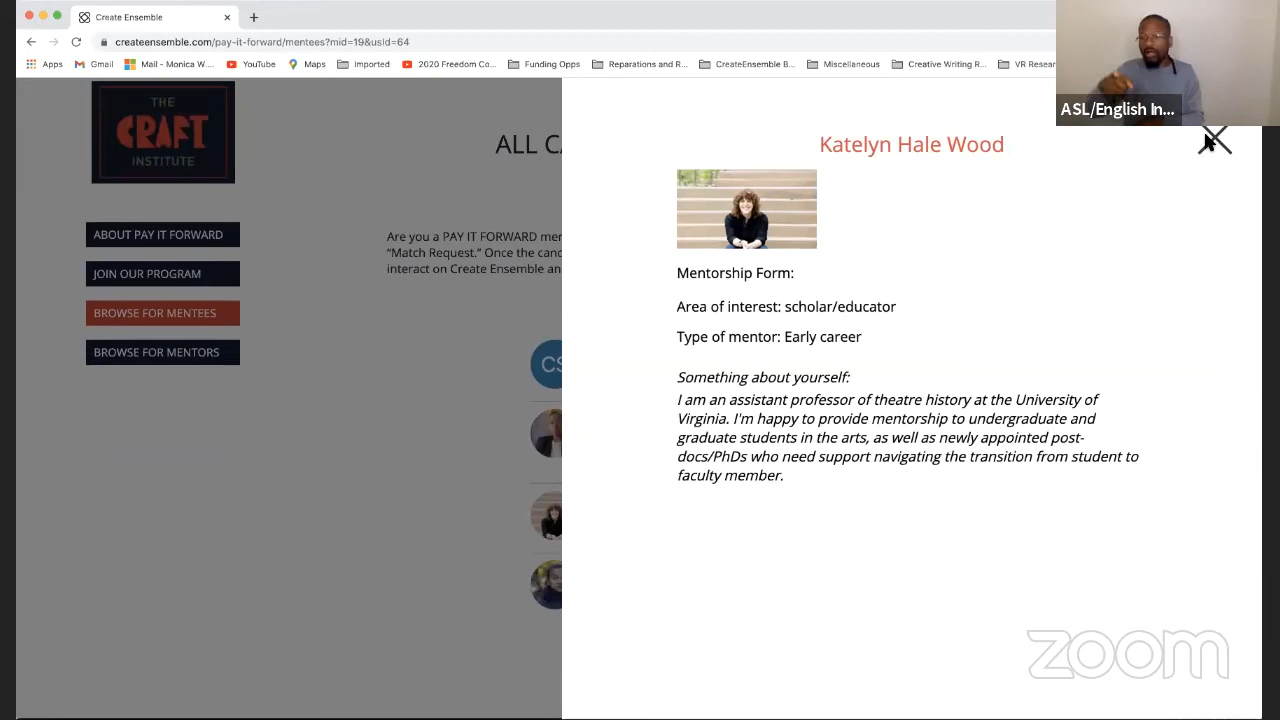 Create Ensemble
createensemble.com/pay-it-forward/mentees?mid=19&usId=64
Apps
Gmail
Mail - Monica W...
YouTube
Maps
Imported
2020 Freedom Co...
Funding Opps
Reparations and R...
CreateEnsemble B...
Miscellaneous
Creative Writing R...
VR Resear
ASL/English In...
THE
CRAFT
INSTITUTE
ABOUT PAY IT FORWARD
JOIN OUR PROGRAM
BROWSE FOR MENTEES
BROWSE FOR MENTORS
ALL CA
Are you a PAY IT FORWARD men
"Match Request." Once the canc
interact on Create Ensemble an
CS
Katelyn Hale Wood
Mentorship Form:
Area of interest: scholar/educator
Type of mentor: Early career
Something about yourself:
I am an assistant professor of theatre history at the University of
Virginia. I'm happy to provide mentorship to undergraduate and
graduate students in the arts, as well as newly appointed post-
docs/PhDs who need support navigating the transition from student to
faculty member.
zoom